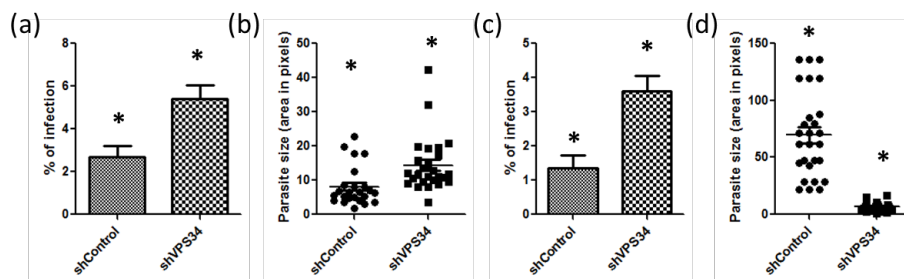 (a)
% of infection
8
6
4
2
0
*
*
shControl
shVPS34
(b)
Parasite size (area in pixels)
50
40
30
20
10
0
*
*
shControl
shVPS34
(c)
% of infection
5
4
3
2
1
0
*
*
shControl
shVPS34
(d)
Parasite size (area in pixels)
150
100
50
0
*
*
shControl
shVPS34